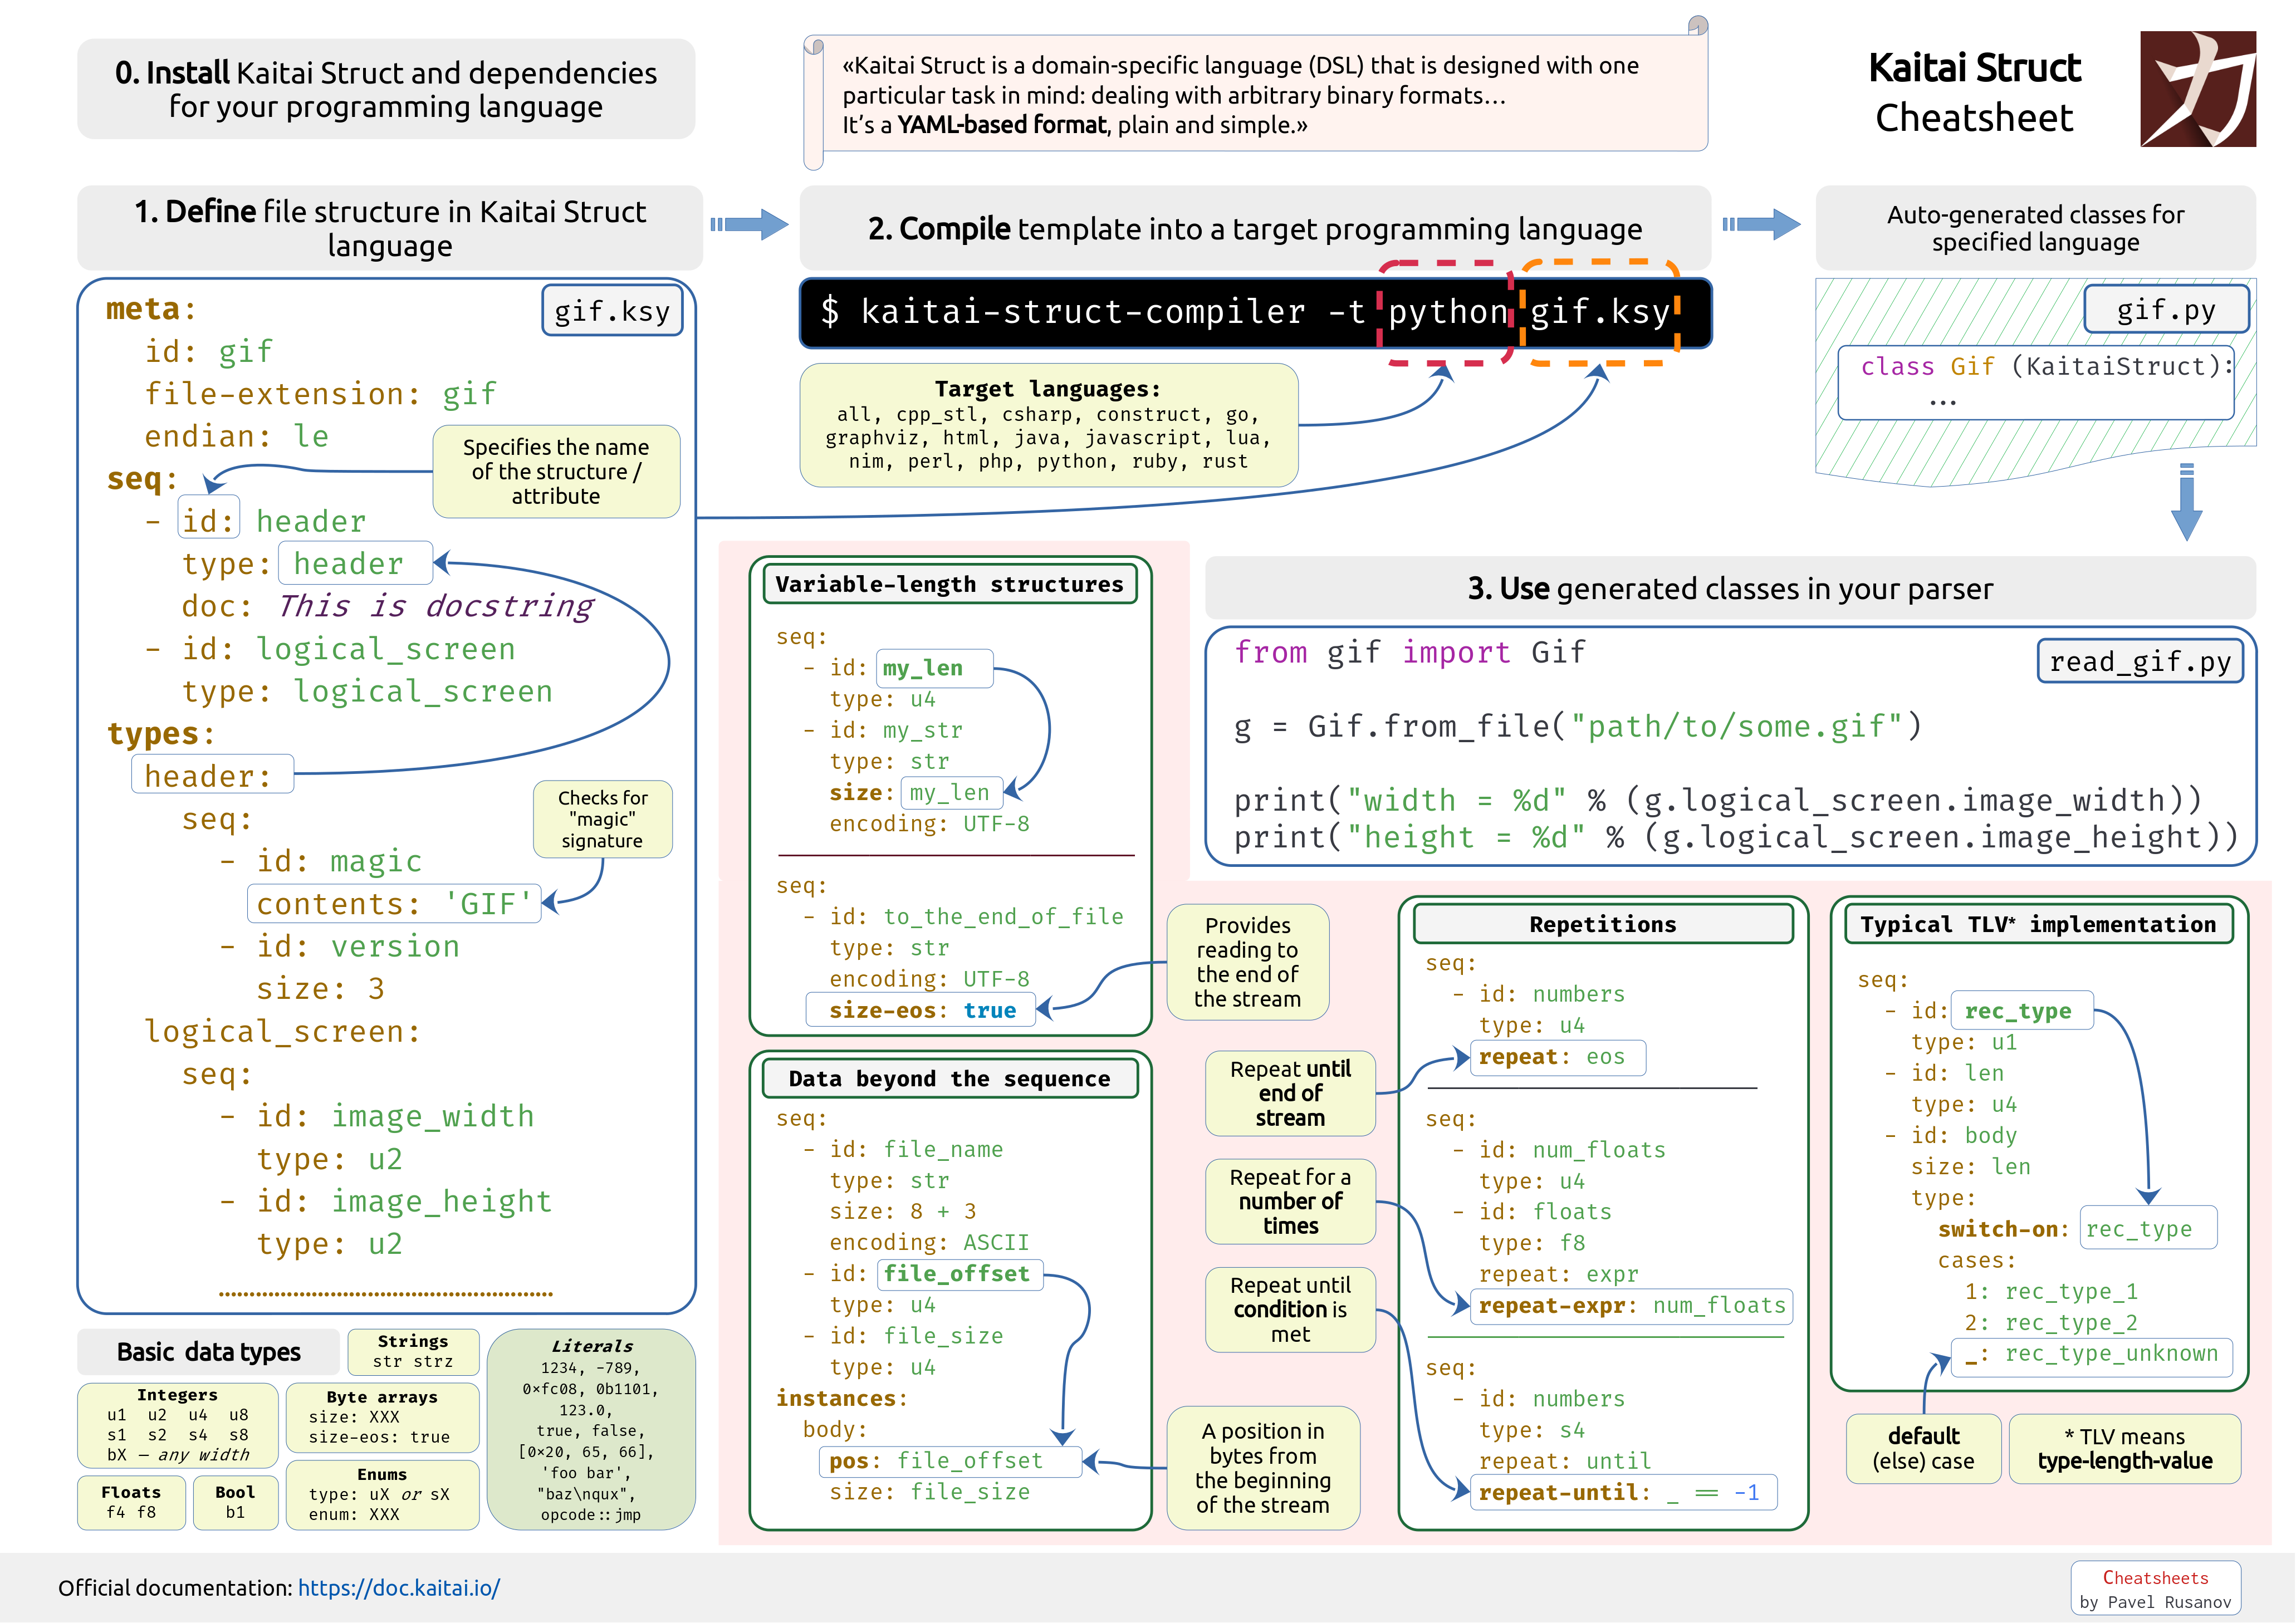 0. Install Kaitai Struct and dependencies
for your programming language
«Kaitai Struct is a domain-specific language (DSL) that is designed with one
particular task in mind: dealing with arbitrary binary formats…
It’s a YAML-based format, plain and simple.»
Kaitai Struct
Cheatsheet
力
1. Define file structure in Kaitai Struct
language
gif.ksy
meta:
id: gif
file-extension: gif
endian: le
seq:
- id: header
type: header
doc: This is docstring
- id: logical_screen
type: logical_screen
types:
header:
seq:
- id: magic
contents: 'GIF'
- id: version
size: 3
logical_screen:
seq:
- id: image_width
type: u2
- id: image_height
type: u2
Specifies the name
of the structure /
attribute
Checks for
"magic"
signature
2. Compile template into a target programming language
$ kaitai-struct-compiler -t python gif.ksy
Target languages:
all, cpp_stl, csharp, construct, go,
graphviz, html, java, javascript, lua,
nim, perl, php, python, ruby, rust
Auto-generated classes for
specified language
gif.py
class Gif (KaitaiStruct):
...
3. Use generated classes in your parser
read_gif.py
from gif import Gif
g = Gif.from_file("path/to/some.gif")
print("width = %d" % (g.logical_screen.image_width))
print("height = %d" % (g.logical_screen.image_height))
Variable-length structures
seq:
- id: my_len
type: u4
- id: my_str
type: str
size: my_len
encoding: UTF-8
seq:
- id: to_the_end_of_file
type: str
encoding: UTF-8
size-eos: true
Provides
reading to
the end of
the stream
Data beyond the sequence
seq:
- id: file_name
type: str
size: 8 + 3
encoding: ASCII
- id: file_offset
type: u4
- id: file_size
type: u4
instances:
body:
pos: file_offset
size: file_size
A position in
bytes from
the beginning
of the stream
Repeat until
end of
stream
Repeat for a
number of
times
Repeat until
condition is
met
Repetitions
seq:
- id: numbers
type: u4
repeat: eos
seq:
- id: num_floats
type: u4
- id: floats
type: f8
repeat: expr
repeat-expr: num_floats
seq:
- id: numbers
type: s4
repeat: until
repeat-until: _ == -1
Typical TLV* implementation
seq:
- id: rec_type
type: u1
- id: len
type: u4
- id: body
size: len
type:
switch-on: rec_type
cases:
1: rec_type_1
2: rec_type_2
_: rec_type_unknown
default
(else) case
* TLV means
type-length-value
Basic data types
Strings
str strz
Integers
u1 u2 u4 u8
s1 s2 s4 s8
bX — any width
Byte arrays
size: XXX
size-eos: true
Floats
f4 f8
Bool
b1
Enums
type: uX or sX
enum: XXX
Literals
1234, -789,
0xfc08, 0b1101,
123.0,
true, false,
[0x20, 65, 66],
'foo bar',
"baz\nqux",
opcode::jmp
Official documentation: https://doc.kaitai.io/
Cheatsheets
by Pavel Rusanov